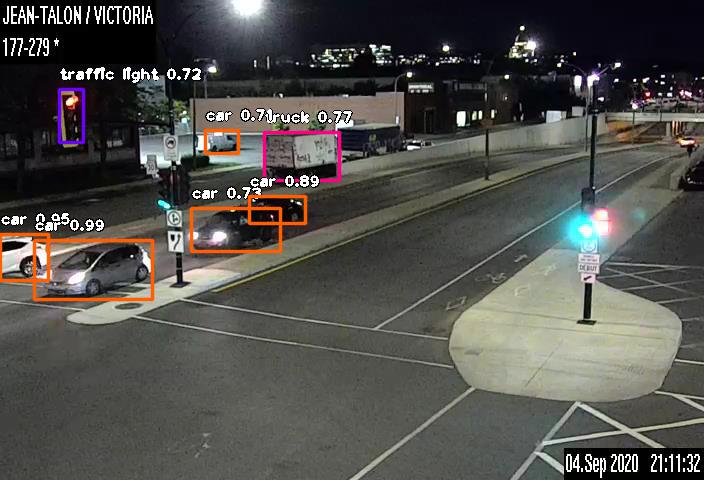 JEAN-TALON / VICTORIA
177-279 *
traffic light 0.72
car 0.71
truck 0.77
car 0.89
car 0.73
car 0.95
car 0.99
DÉBUT
04.Sep 2020 21:11:32